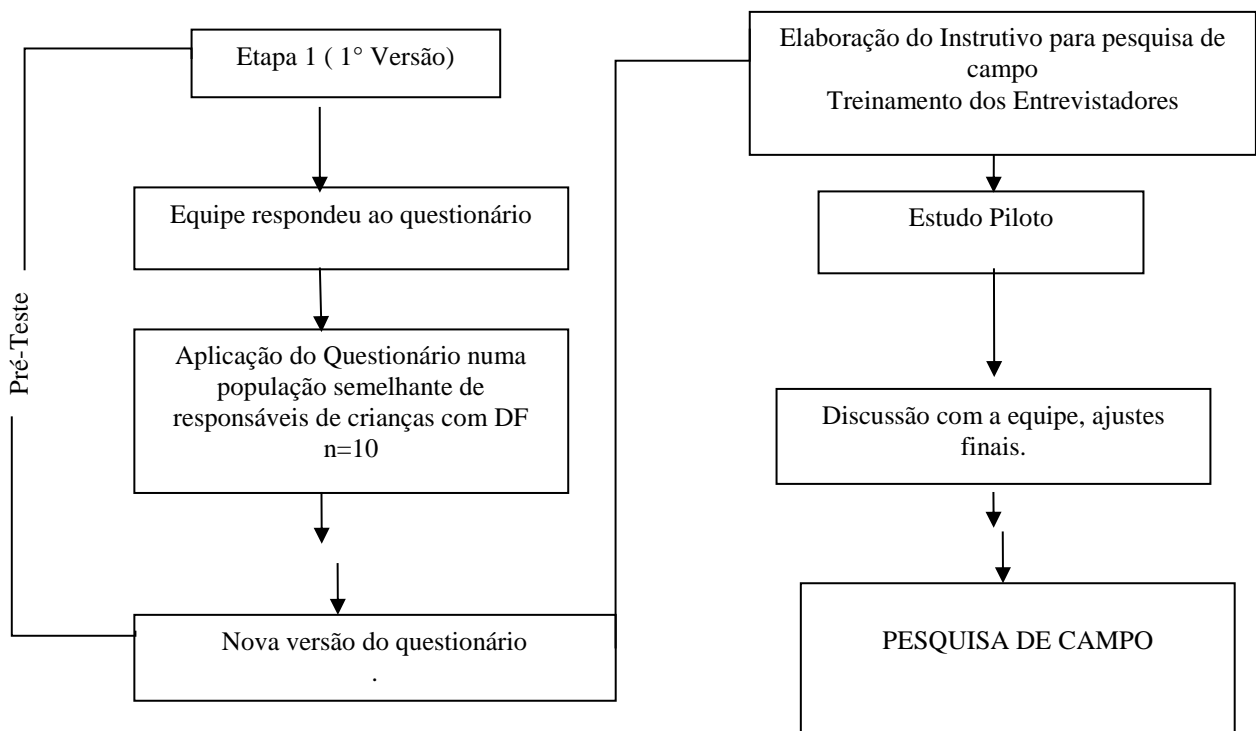 Pré-Teste
Etapa 1 ( 1° Versão)
Equipe respondeu ao questionário
Aplicação do Questionário numa
população semelhante de
responsáveis de crianças com DF
n=10
Nova versão do questionário
.
Elaboração do Instrutivo para pesquisa de
campo
Treinamento dos Entrevistadores
Estudo Piloto
Discussão com a equipe, ajustes
finais.
PESQUISA DE CAMPO